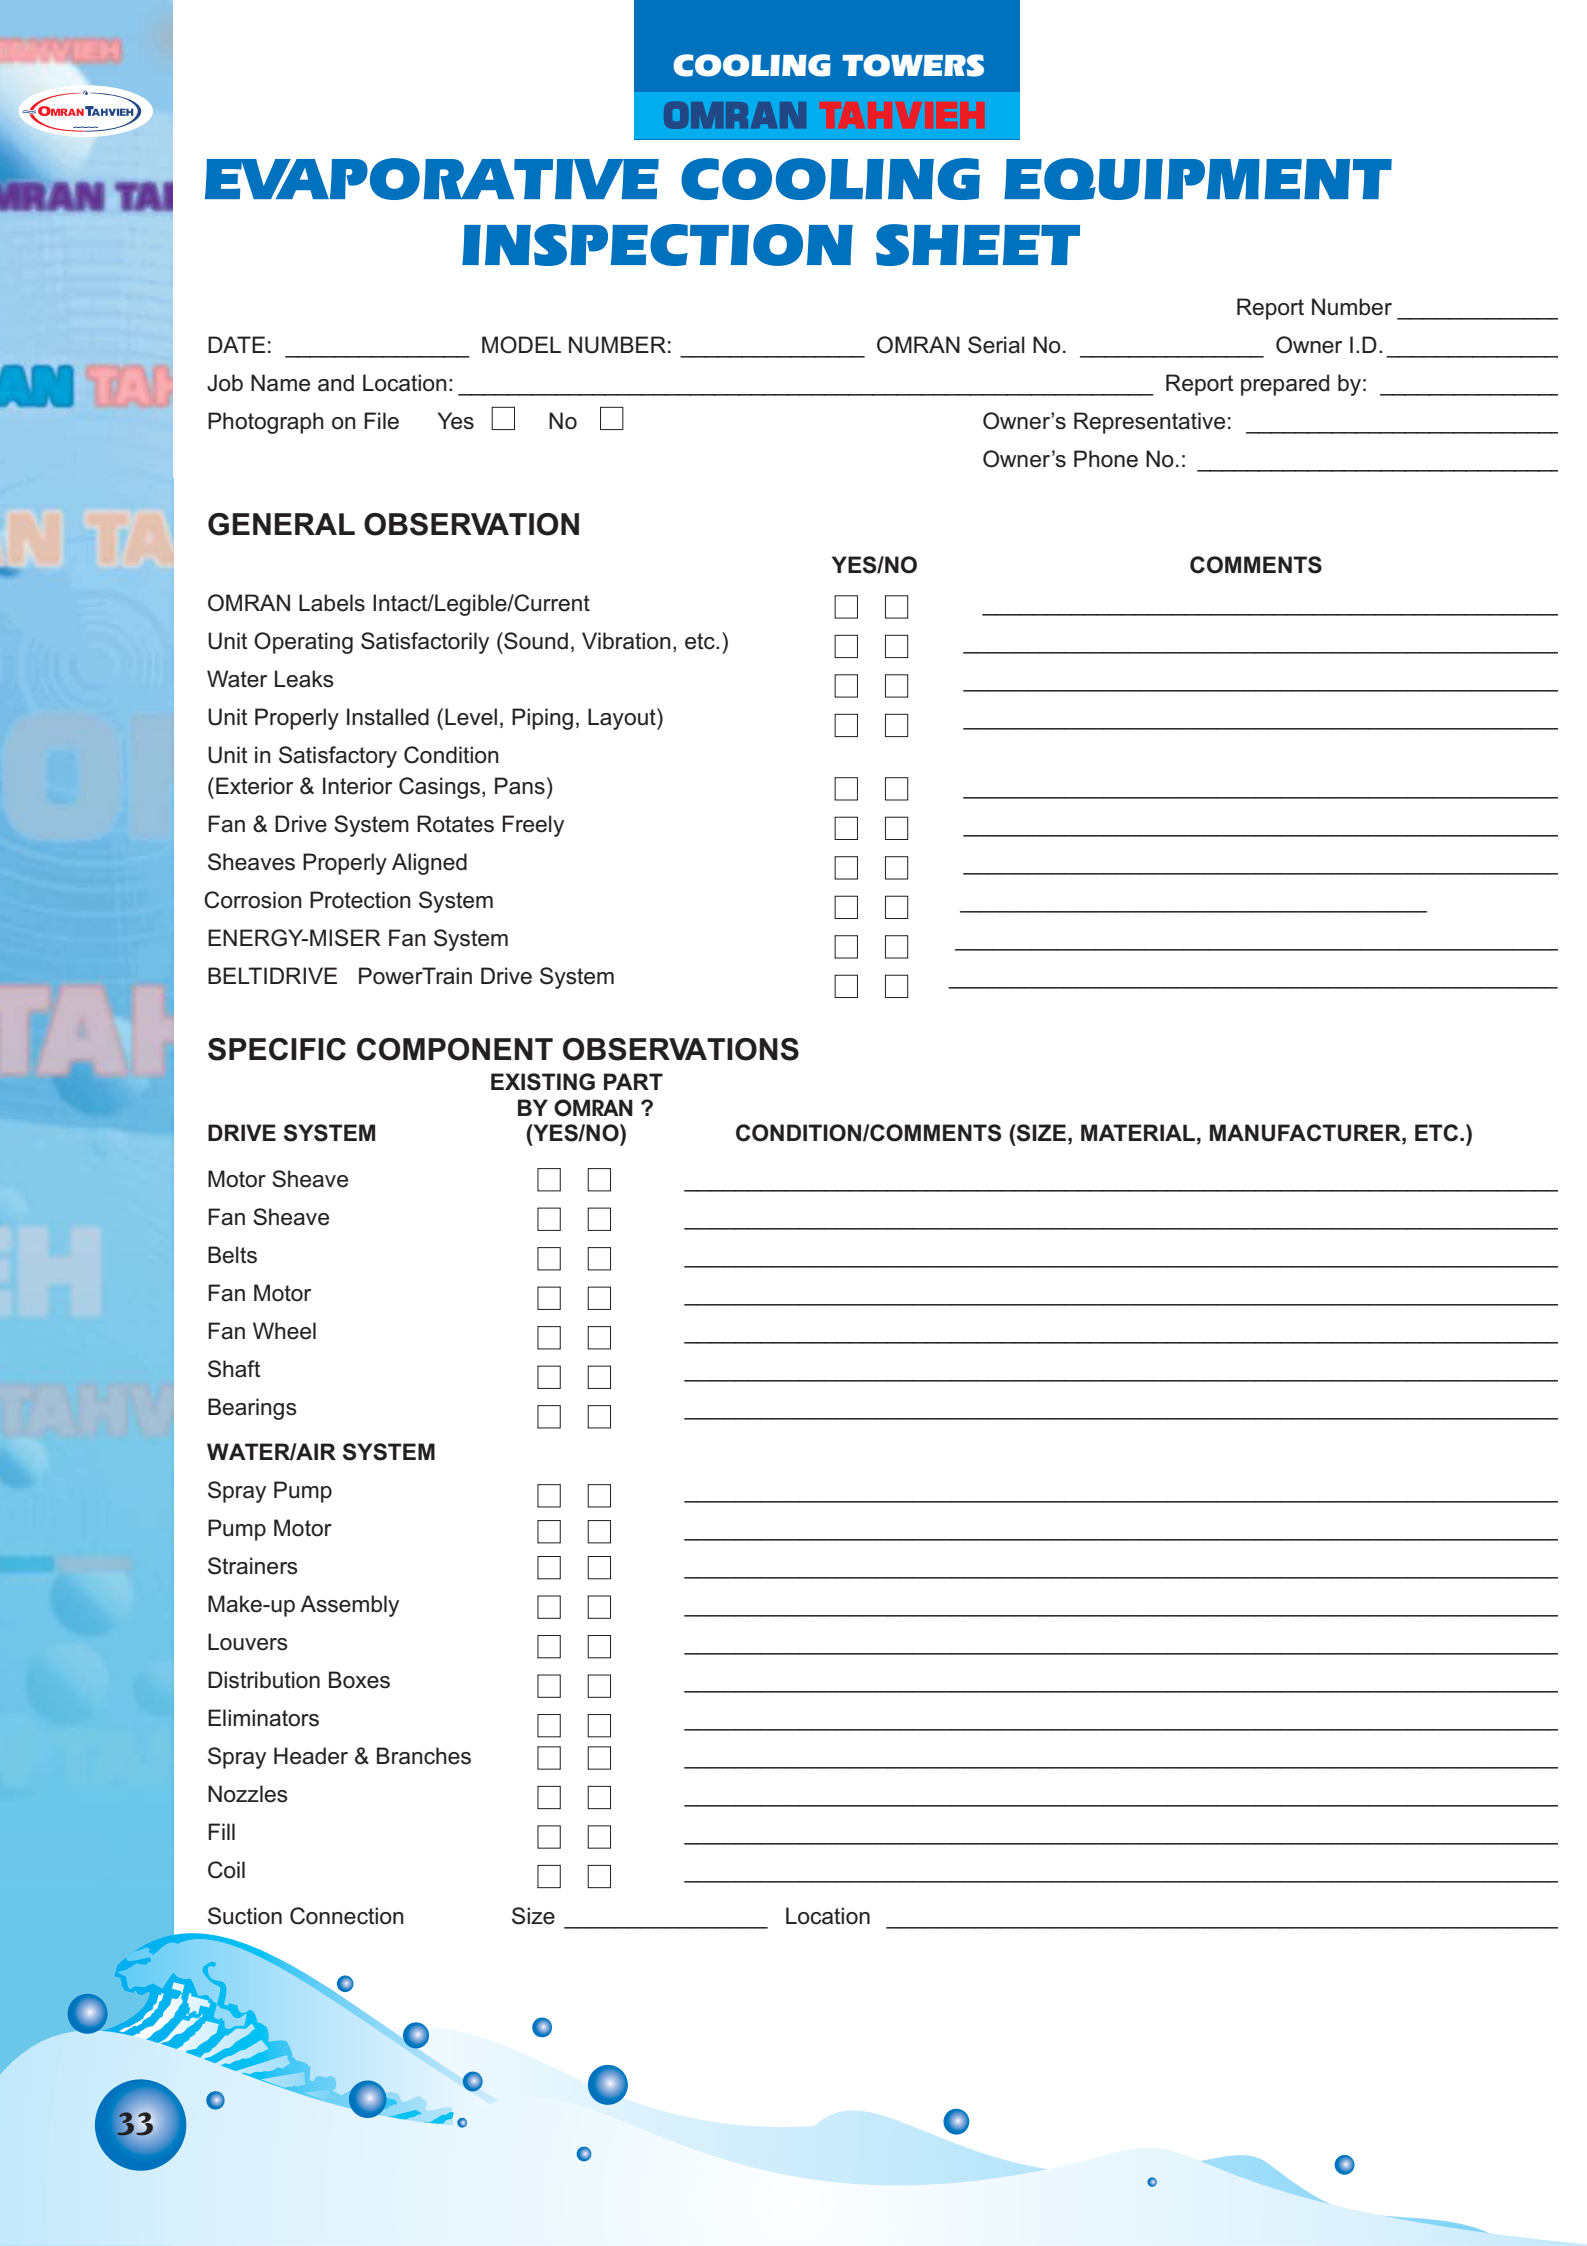 COOLING TOWERS
OMRAN TAHVIEH
OMRAN TAHVIEH
EVAPORATIVE COOLING EQUIPMENT
INSPECTION SHEET
Report Number
DATE: MODEL NUMBER: OMRAN Serial No. Owner I.D.
Job Name and Location: Report prepared by:
Photograph on File Yes No Owner's Representative:
Owner's Phone No.:
GENERAL OBSERVATION
YES/NO COMMENTS
OMRAN Labels Intact/Legible/Current
Unit Operating Satisfactorily (Sound, Vibration, etc.)
Water Leaks
Unit Properly Installed (Level, Piping, Layout)
Unit in Satisfactory Condition
(Exterior & Interior Casings, Pans)
Fan & Drive System Rotates Freely
Sheaves Properly Aligned
Corrosion Protection System
ENERGY-MISER Fan System
BELTIDRIVE PowerTrain Drive System
SPECIFIC COMPONENT OBSERVATIONS
EXISTING PART
BY OMRAN ?
DRIVE SYSTEM (YES/NO) CONDITION/COMMENTS (SIZE, MATERIAL, MANUFACTURER, ETC.)
Motor Sheave
Fan Sheave
Belts
Fan Motor
Fan Wheel
Shaft
Bearings
WATER/AIR SYSTEM
Spray Pump
Pump Motor
Strainers
Make-up Assembly
Louvers
Distribution Boxes
Eliminators
Spray Header & Branches
Nozzles
Fill
Coil
Suction Connection Size Location
33